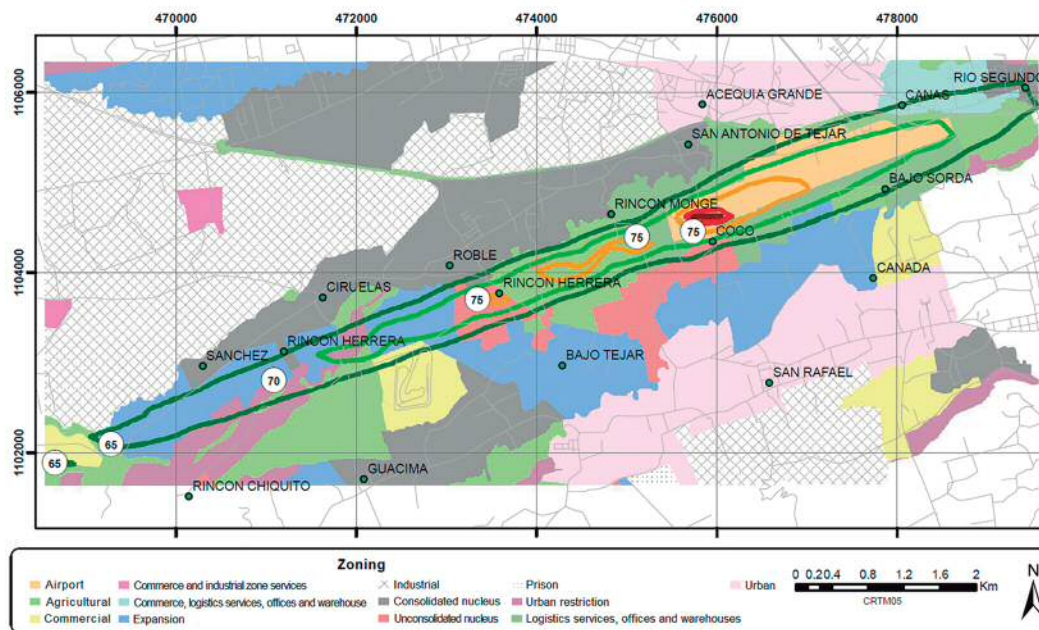 470000 472000 474000 476000 478000
1106000
1104000
1102000
RIO SEGUNDO
ACEQUIA GRANDE
CANAS
SAN ANTONIO DE TEJAR
BAJO SORDA
RINCON MONGE
75
75
COCO
ROBLE
CANADA
CIRUELAS
75
RINCON HERRERA
RINCON HERRERA
SANCHEZ
BAJO TEJAR
70
SAN RAFAEL
65
65
GUACIMA
RINCON CHIQUITO
Zoning
Airport
Agricultural
Commercial
Commerce and industrial zone services
Commerce, logistics services, offices and warehouse
Expansion
Industrial
Consolidated nucleus
Unconsolidated nucleus
Prison
Urban restriction
Logistics services, offices and warehouses
Urban
0 0.20.4 0.8 1.2 1.6 2
Km
CRTM05
N